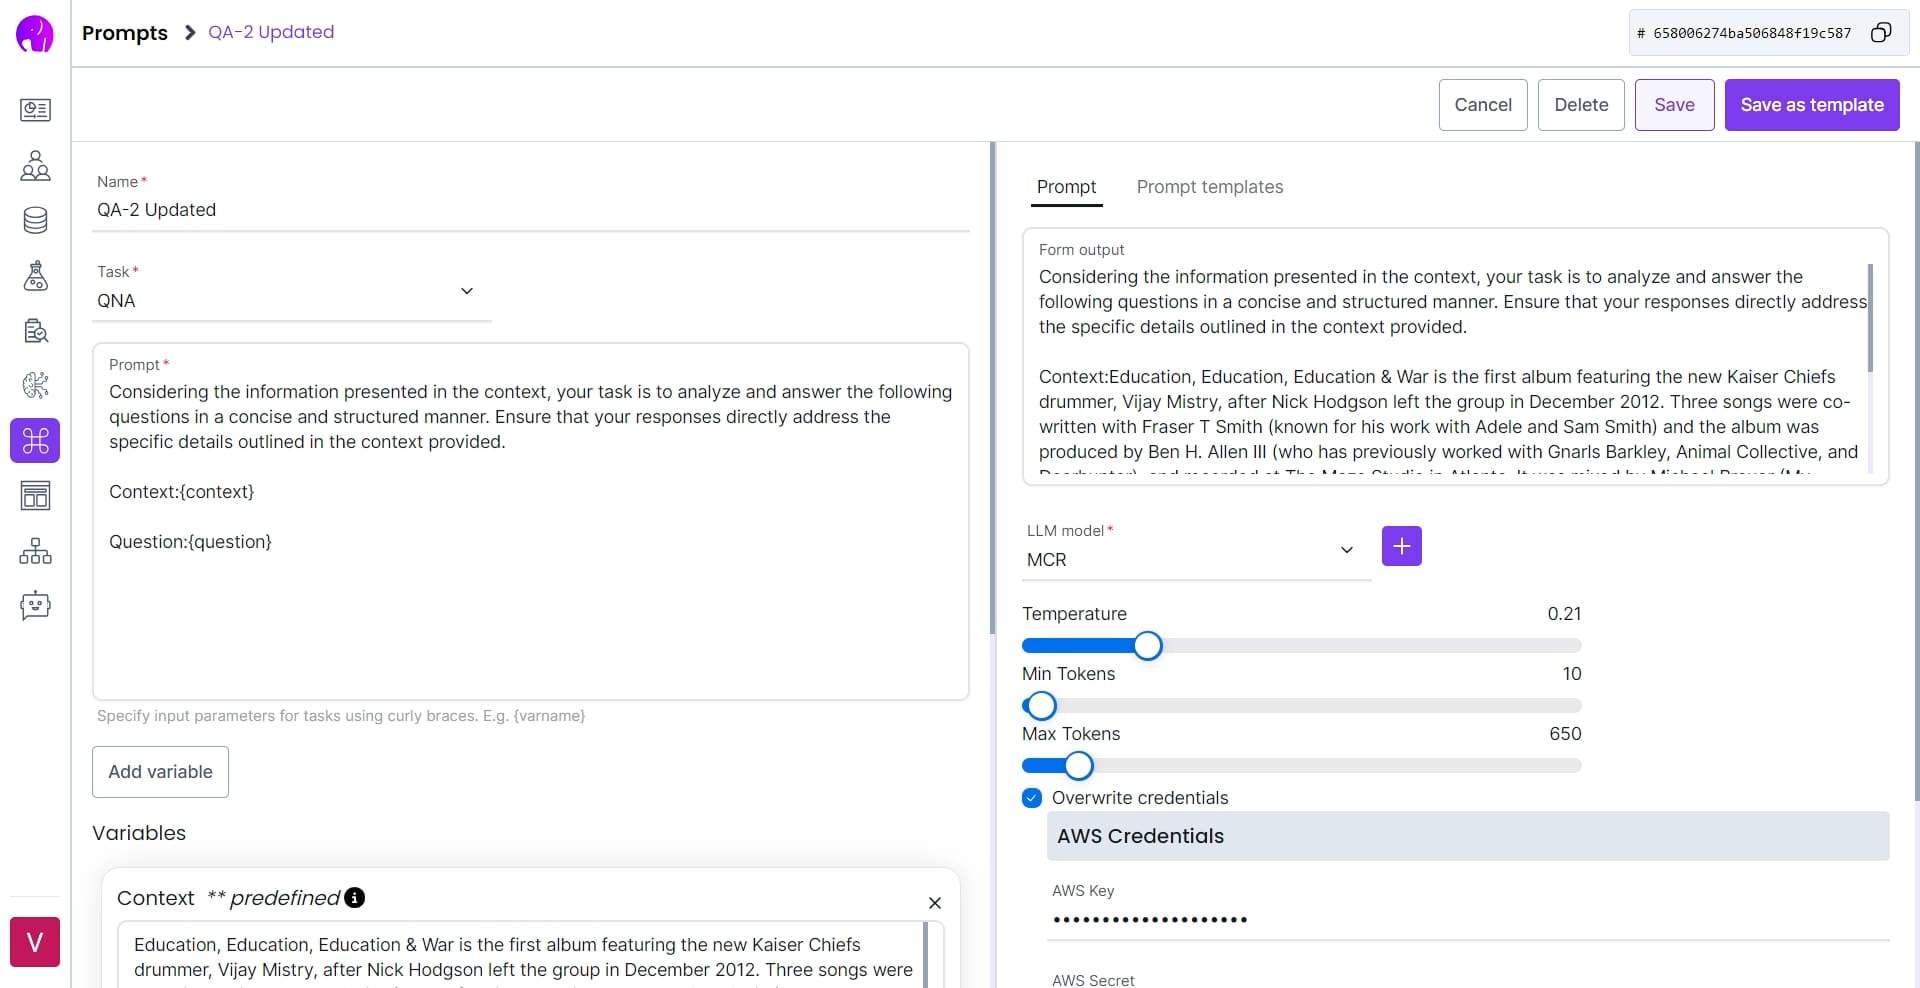 Prompts
QA-2 Updated
# 658006274ba506848f19c587
Cancel
Delete
Save
Save as template
Name*
QA-2 Updated
Task*
QNA
Prompt*
Considering the information presented in the context, your task is to analyze and answer the following
questions in a concise and structured manner. Ensure that your responses directly address the
specific details outlined in the context provided.
Context:{context}
Question:{question}
Specify input parameters for tasks using curly braces. E.g. {varname}
Add variable
Variables
Context ** predefined
Education, Education, Education & War is the first album featuring the new Kaiser Chiefs
drummer, Vijay Mistry, after Nick Hodgson left the group in December 2012. Three songs were
Prompt
Prompt templates
Form output
Considering the information presented in the context, your task is to analyze and answer the
following questions in a concise and structured manner. Ensure that your responses directly address
the specific details outlined in the context provided.
Context:Education, Education, Education & War is the first album featuring the new Kaiser Chiefs
drummer, Vijay Mistry, after Nick Hodgson left the group in December 2012. Three songs were co-
written with Fraser T Smith (known for his work with Adele and Sam Smith) and the album was
produced by Ben H. Allen III (who has previously worked with Gnarls Barkley, Animal Collective, and
LLM model*
MCR
Temperature
0.21
Min Tokens
10
Max Tokens
650
Overwrite credentials
AWS Credentials
AWS Key
AWS Secret
V